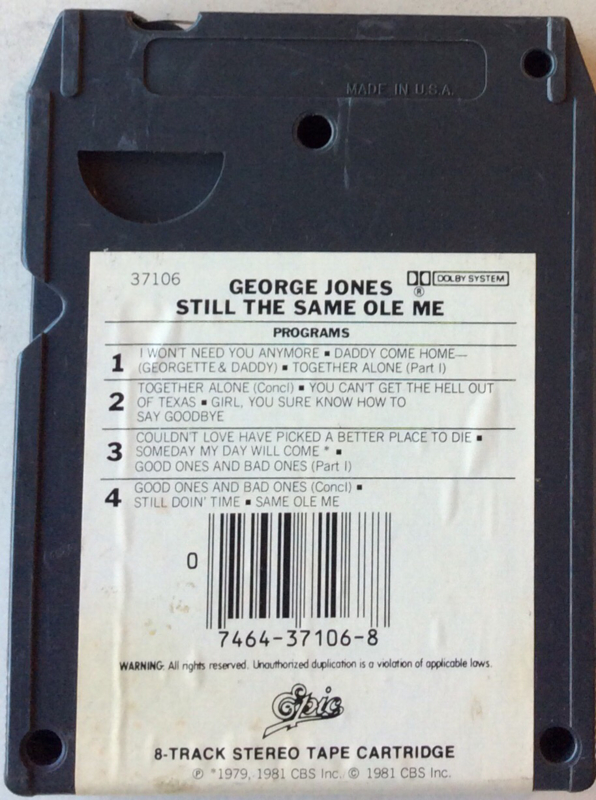 MADE IN U.S.A.
37106
GEORGE JONES
DOLBY SYSTEM
®
STILL THE SAME OLE ME
PROGRAMS
1 I WON'T NEED YOU ANYMORE ▪ DADDY COME HOME—
(GEORGETTE & DADDY) ▪ TOGETHER ALONE (Part I)
2 TOGETHER ALONE (Concl) ▪ YOU CAN'T GET THE HELL OUT
OF TEXAS ▪ GIRL, YOU SURE KNOW HOW TO
SAY GOODBYE
3 COULDN'T LOVE HAVE PICKED A BETTER PLACE TO DIE ▪
SOMEDAY MY DAY WILL COME * ▪
GOOD ONES AND BAD ONES (Part I)
4 GOOD ONES AND BAD ONES (Concl) ▪
STILL DOIN' TIME ▪ SAME OLE ME
0
7464-37106-8
WARNING: All rights reserved. Unauthorized duplication is a violation of applicable laws.
Epic
8-TRACK STEREO TAPE CARTRIDGE
℗ *1979, 1981 CBS Inc. © 1981 CBS Inc.